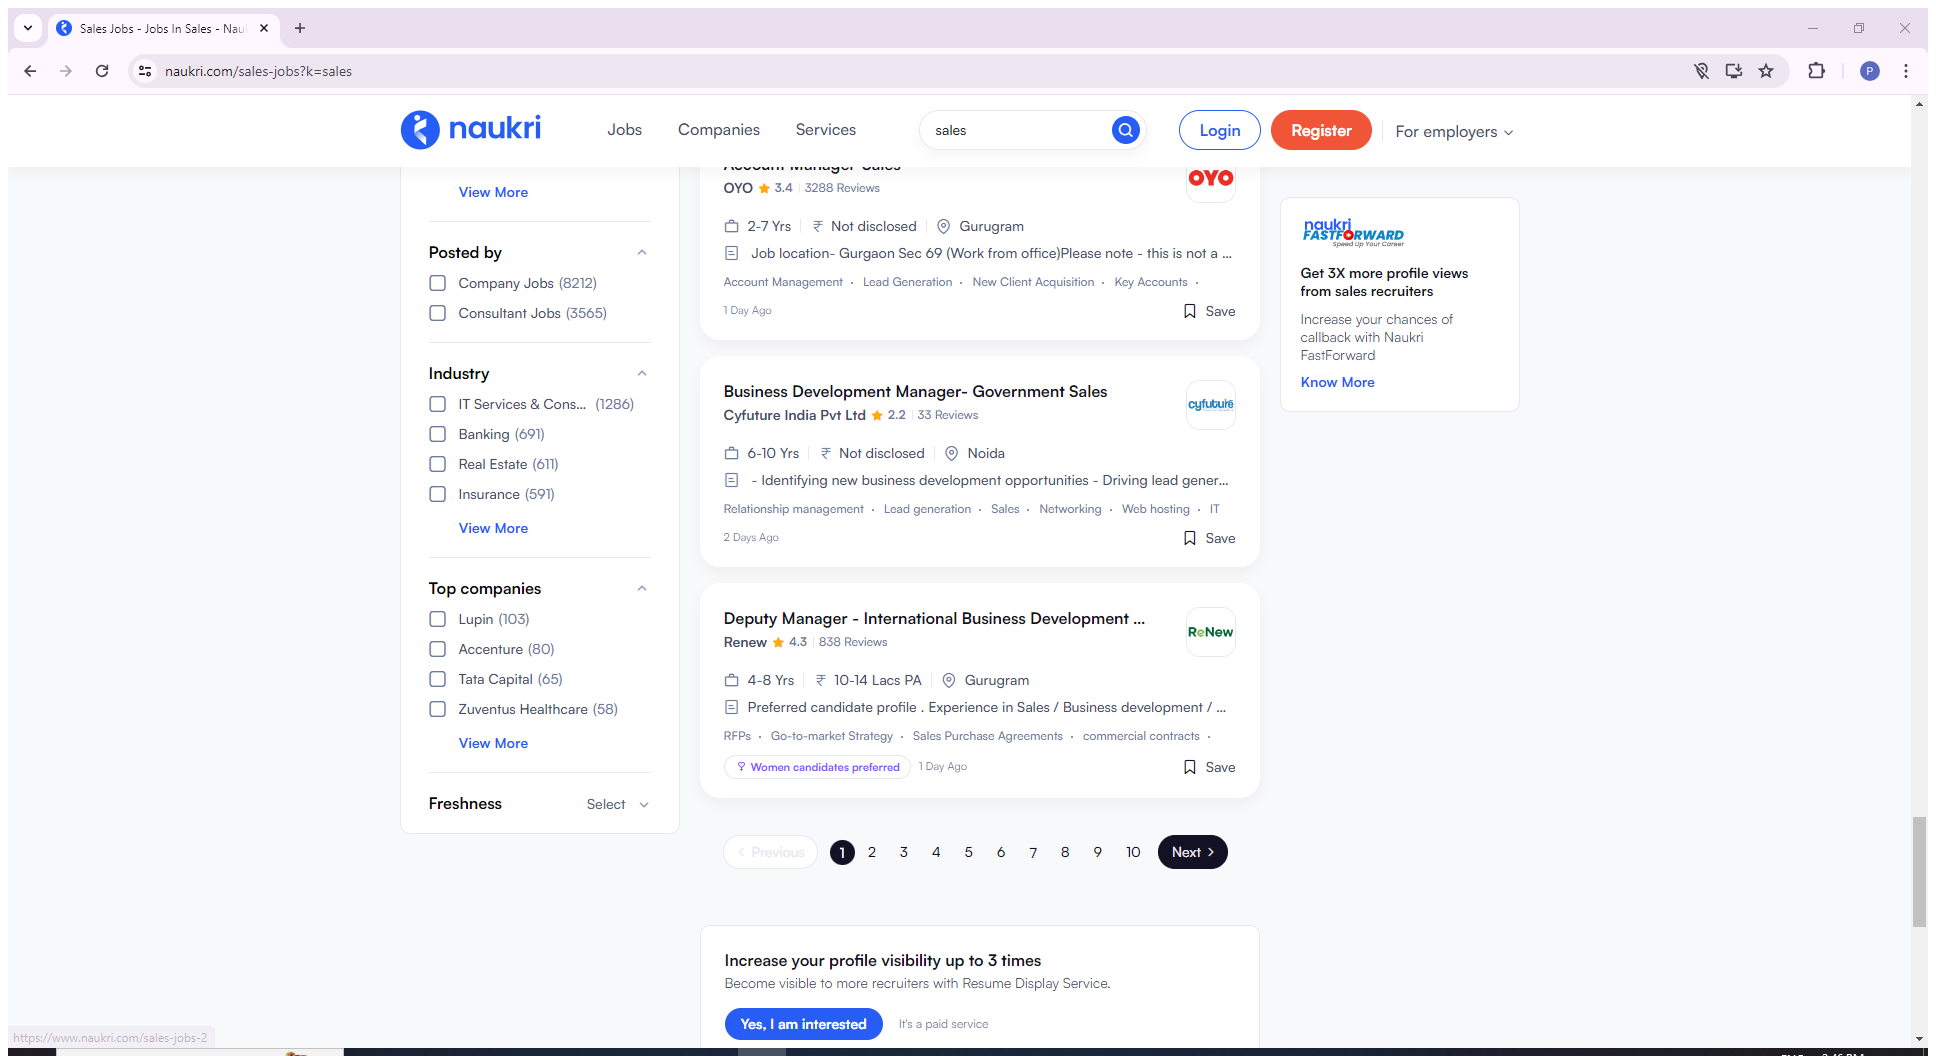 Sales Jobs - Jobs In Sales - Nau
naukri.com/sales-jobs?k=sales
P
naukri
Jobs
Companies
Services
sales
Login
Register
For employers
View More
Posted by
Company Jobs (8212)
Consultant Jobs (3565)
Industry
IT Services & Cons... (1286)
Banking (691)
Real Estate (611)
Insurance (591)
View More
Top companies
Lupin (103)
Accenture (80)
Tata Capital (65)
Zuventus Healthcare (58)
View More
Freshness
Select
Account Manager Sales
OYO 3.4 3288 Reviews
OYO
2-7 Yrs ₹ Not disclosed Gurugram
Job location- Gurgaon Sec 69 (Work from office)Please note - this is not a ...
Account Management · Lead Generation · New Client Acquisition · Key Accounts ·
1 Day Ago
Save
Business Development Manager- Government Sales
Cyfuture India Pvt Ltd 2.2 33 Reviews
cyfuture
6-10 Yrs ₹ Not disclosed Noida
- Identifying new business development opportunities - Driving lead gener...
Relationship management · Lead generation · Sales · Networking · Web hosting · IT
2 Days Ago
Save
Deputy Manager - International Business Development ...
Renew 4.3 838 Reviews
ReNew
4-8 Yrs ₹ 10-14 Lacs PA Gurugram
Preferred candidate profile . Experience in Sales / Business development / ...
RFPs · Go-to-market Strategy · Sales Purchase Agreements · commercial contracts ·
Women candidates preferred 1 Day Ago
Save
Previous 1 2 3 4 5 6 7 8 9 10 Next
Increase your profile visibility up to 3 times
Become visible to more recruiters with Resume Display Service.
Yes, I am interested
It's a paid service
naukri
FASTFORWARD
Speed Up Your Career
Get 3X more profile views
from sales recruiters
Increase your chances of
callback with Naukri
FastForward
Know More
https://www.naukri.com/sales-jobs-2